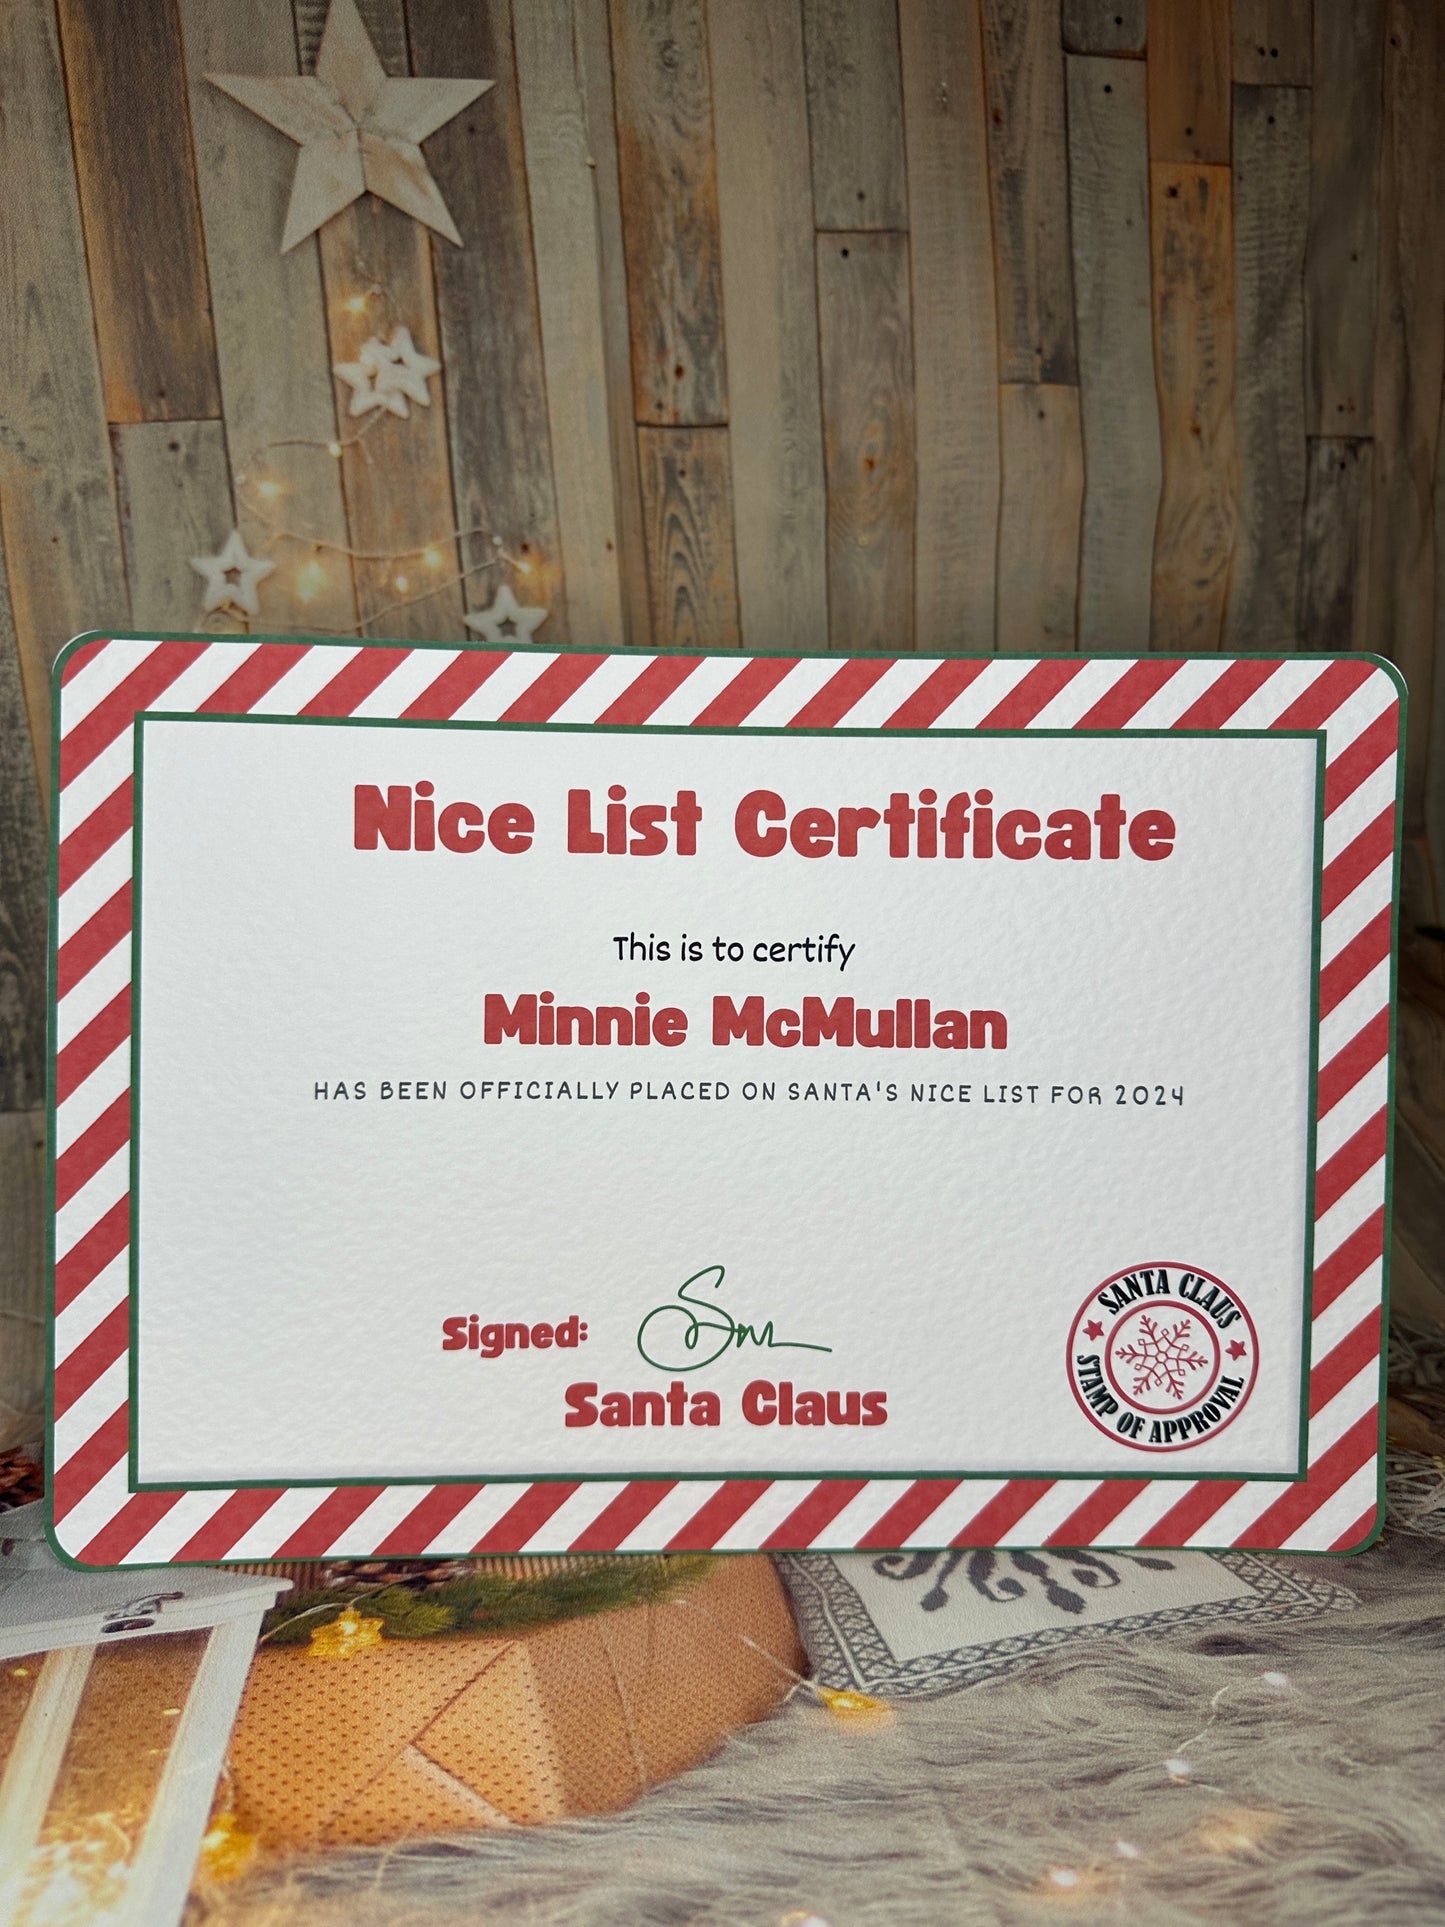 Nice List Certificate
This is to certify
Minnie McMullan
HAS BEEN OFFICIALLY PLACED ON SANTA'S NICE LIST FOR 2024
Signed:
Santa Claus
SANTA CLAUS
STAMP OF APPROVAL